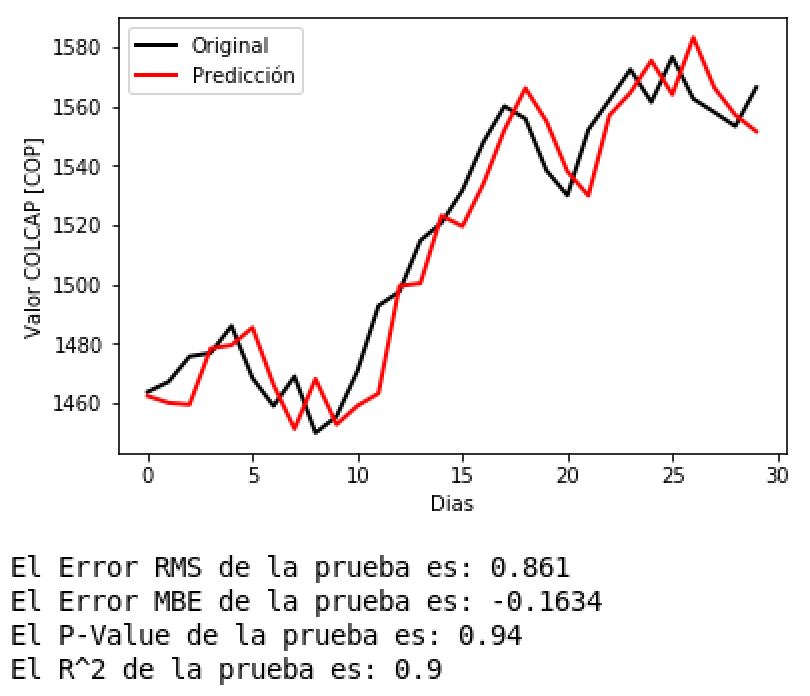 1580
1560
1540
1520
1500
1480
1460
Valor COLCAP [COP]
Original
Predicción
0 5 10 15 20 25 30
Dias
El Error RMS de la prueba es: 0.861
El Error MBE de la prueba es: -0.1634
El P-Value de la prueba es: 0.94
El R^2 de la prueba es: 0.9